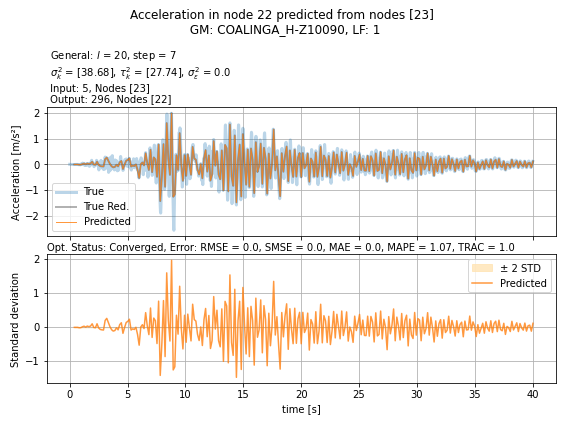 Acceleration in node 22 predicted from nodes [23]
GM: COALINGA_H-Z10090, LF: 1
General: l = 20, step = 7
σ²ₖ = [38.68], τ²ₖ = [27.74], σ²ε = 0.0
Input: 5, Nodes [23]
Output: 296, Nodes [22]
Acceleration [m/s²]
2
1
0
−1
−2
True
True Red.
Predicted
Opt. Status: Converged, Error: RMSE = 0.0, SMSE = 0.0, MAE = 0.0, MAPE = 1.07, TRAC = 1.0
Standard deviation
2
1
0
−1
± 2 STD
Predicted
0 5 10 15 20 25 30 35 40
time [s]